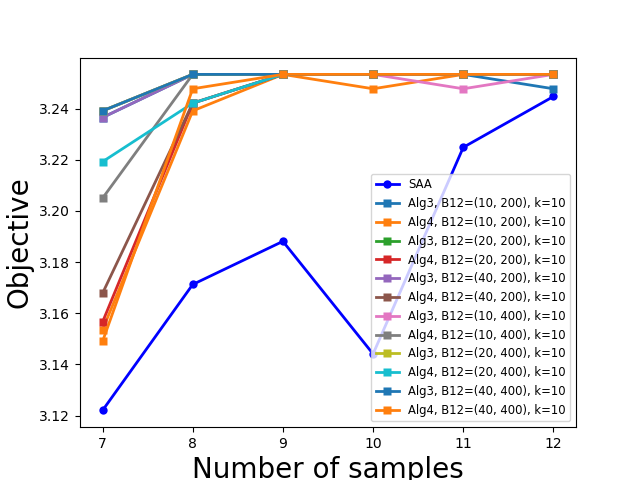 3.24
3.22
3.20
3.18
3.16
3.14
3.12
Objective
7 8 9 10 11 12
Number of samples
SAA
Alg3, B12=(10, 200), k=10
Alg4, B12=(10, 200), k=10
Alg3, B12=(20, 200), k=10
Alg4, B12=(20, 200), k=10
Alg3, B12=(40, 200), k=10
Alg4, B12=(40, 200), k=10
Alg3, B12=(10, 400), k=10
Alg4, B12=(10, 400), k=10
Alg3, B12=(20, 400), k=10
Alg4, B12=(20, 400), k=10
Alg3, B12=(40, 400), k=10
Alg4, B12=(40, 400), k=10